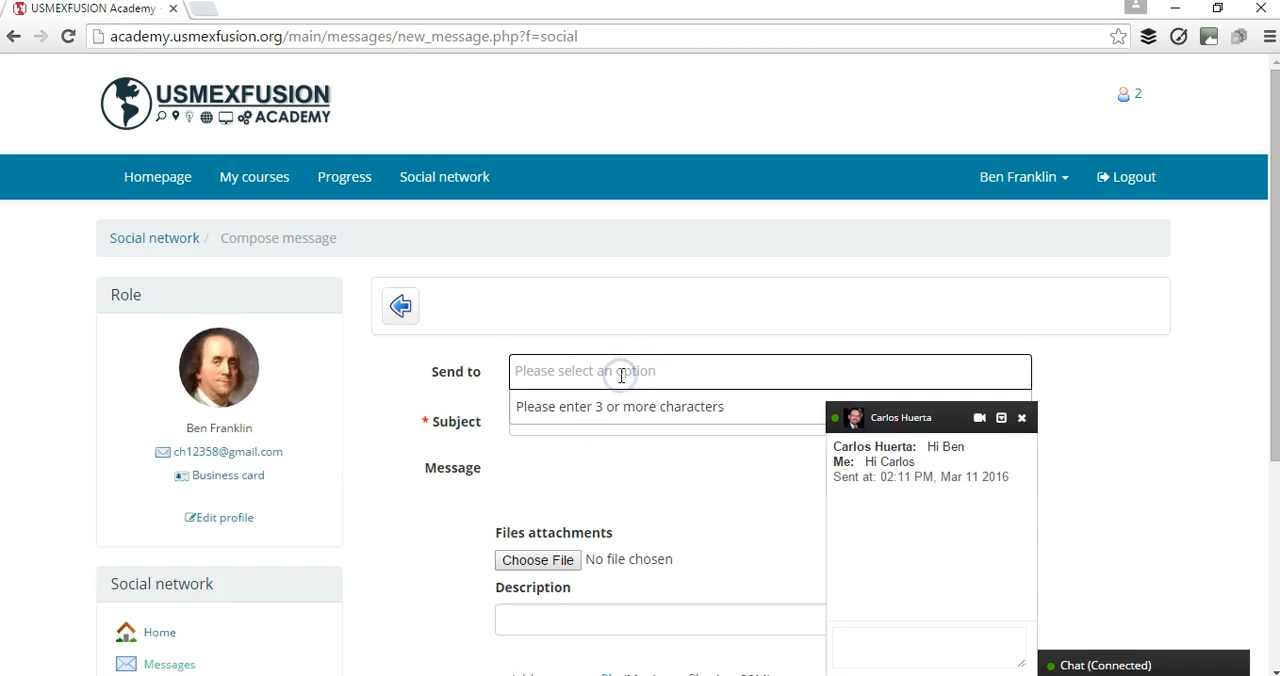 USMEXFUSION Academy
academy.usmexfusion.org/main/messages/new_message.php?f=social
USMEXFUSION
ACADEMY
2
Homepage My courses Progress Social network Ben Franklin Logout
Social network / Compose message
Role
Ben Franklin
ch12358@gmail.com
Business card
Edit profile
Social network
Home
Messages
Send to Please select an option
Please enter 3 or more characters
* Subject
Message
Files attachments
Choose File No file chosen
Description
Carlos Huerta
Carlos Huerta: Hi Ben
Me: Hi Carlos
Sent at: 02:11 PM, Mar 11 2016
Chat (Connected)